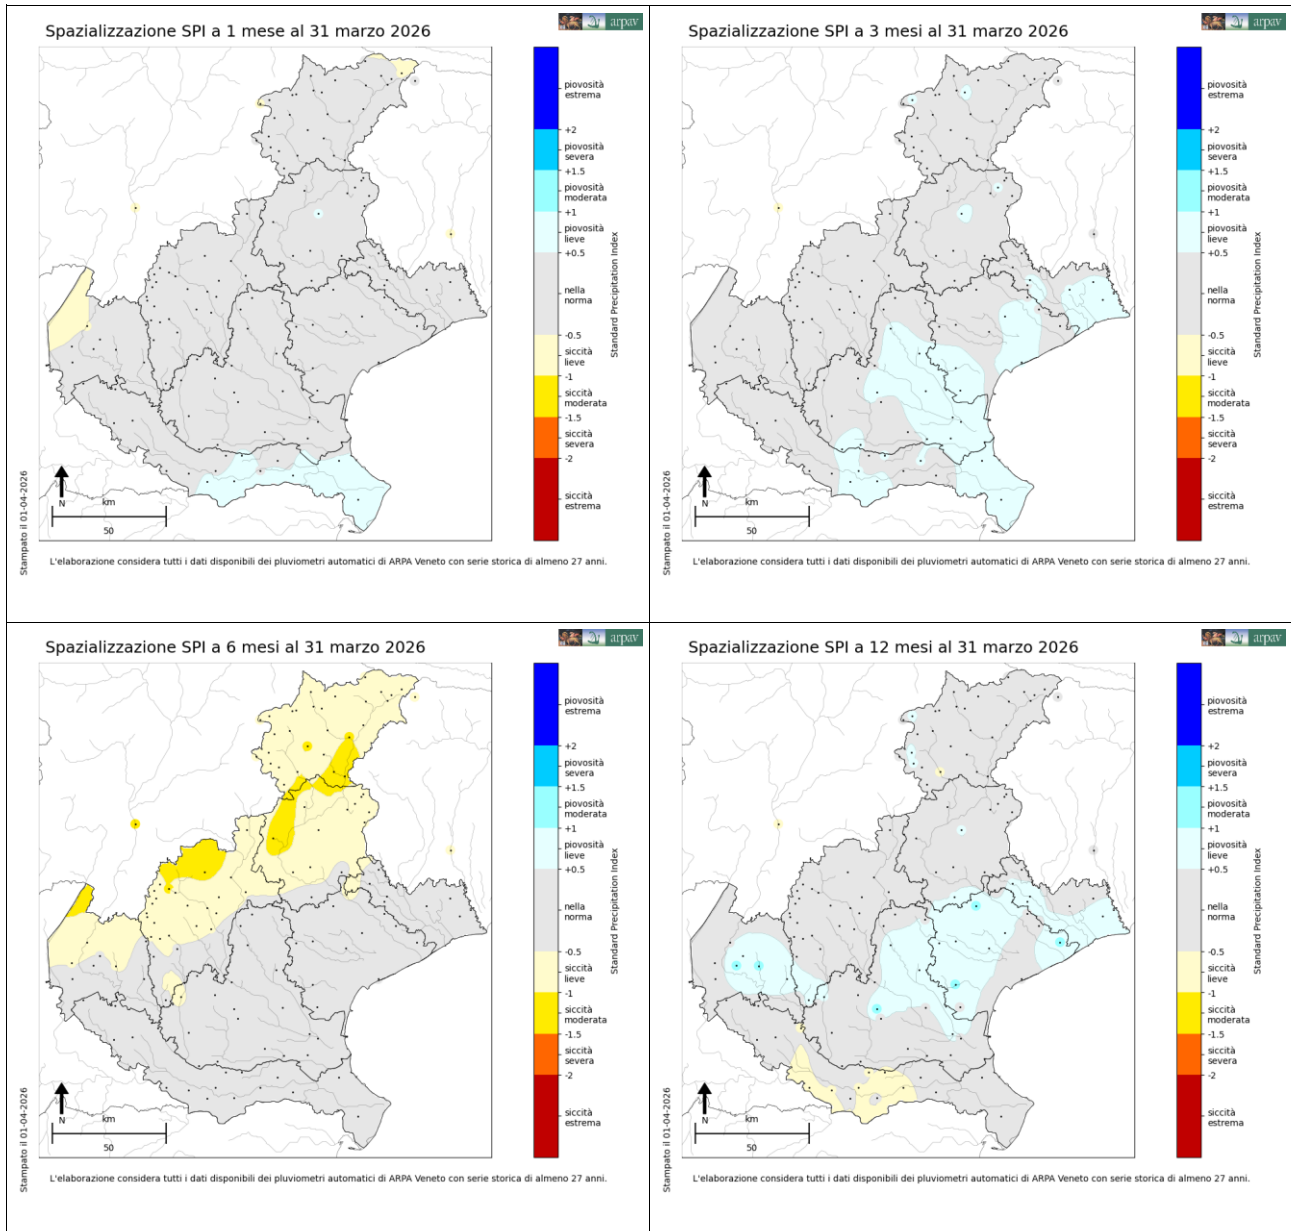 Spazializzazione SPI a 1 mese al 31 marzo 2026
arpav
piovosità
estrema
+2
piovosità
severa
+1.5
piovosità
moderata
+1
piovosità
lieve
+0.5
nella
norma
-0.5
siccità
lieve
-1
siccità
moderata
-1.5
siccità
severa
-2
siccità
estrema
Standard Precipitation Index
Stampato il 01-04-2026
N
km
50
L'elaborazione considera tutti i dati disponibili dei pluviometri automatici di ARPA Veneto con serie storica di almeno 27 anni.
Spazializzazione SPI a 3 mesi al 31 marzo 2026
arpav
piovosità
estrema
+2
piovosità
severa
+1.5
piovosità
moderata
+1
piovosità
lieve
+0.5
nella
norma
-0.5
siccità
lieve
-1
siccità
moderata
-1.5
siccità
severa
-2
siccità
estrema
Standard Precipitation Index
Stampato il 01-04-2026
N
km
50
L'elaborazione considera tutti i dati disponibili dei pluviometri automatici di ARPA Veneto con serie storica di almeno 27 anni.
Spazializzazione SPI a 6 mesi al 31 marzo 2026
arpav
piovosità
estrema
+2
piovosità
severa
+1.5
piovosità
moderata
+1
piovosità
lieve
+0.5
nella
norma
-0.5
siccità
lieve
-1
siccità
moderata
-1.5
siccità
severa
-2
siccità
estrema
Standard Precipitation Index
Stampato il 01-04-2026
N
km
50
L'elaborazione considera tutti i dati disponibili dei pluviometri automatici di ARPA Veneto con serie storica di almeno 27 anni.
Spazializzazione SPI a 12 mesi al 31 marzo 2026
arpav
piovosità
estrema
+2
piovosità
severa
+1.5
piovosità
moderata
+1
piovosità
lieve
+0.5
nella
norma
-0.5
siccità
lieve
-1
siccità
moderata
-1.5
siccità
severa
-2
siccità
estrema
Standard Precipitation Index
Stampato il 01-04-2026
N
km
50
L'elaborazione considera tutti i dati disponibili dei pluviometri automatici di ARPA Veneto con serie storica di almeno 27 anni.